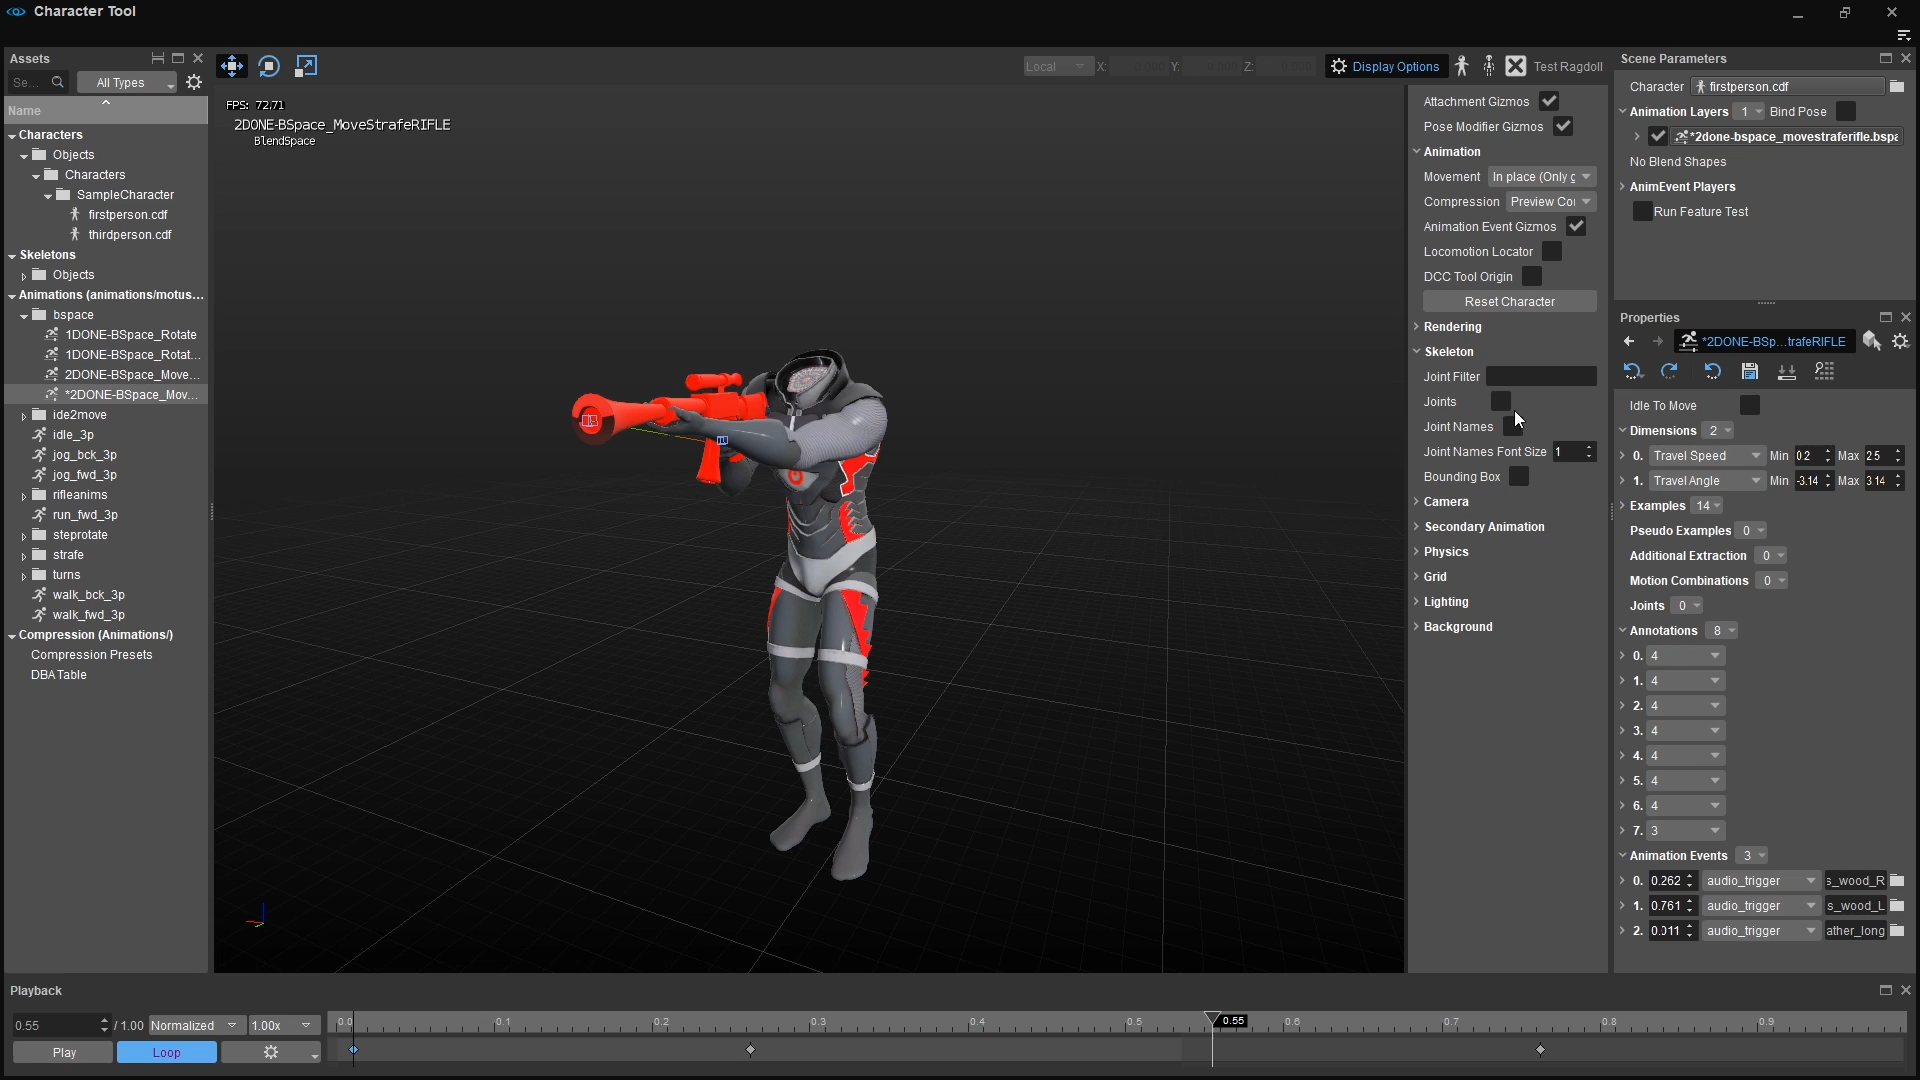 Character Tool
Assets
Se...
All Types
Name
Characters
Objects
Characters
SampleCharacter
firstperson.cdf
thirdperson.cdf
Skeletons
Objects
Animations (animations/motus...
bspace
1DONE-BSpace_Rotate
1DONE-BSpace_Rotat...
2DONE-BSpace_Move...
*2DONE-BSpace_Mov...
ide2move
idle_3p
jog_bck_3p
jog_fwd_3p
rifleanims
run_fwd_3p
steprotate
strafe
turns
walk_bck_3p
walk_fwd_3p
Compression (Animations/)
Compression Presets
DBATable
Local X: Y: Z:
Display Options
Test Ragdoll
FPS: 72.71
2DONE-BSpace_MoveStrafeRIFLE
BlendSpace
Attachment Gizmos
Pose Modifier Gizmos
Animation
Movement In place (Only g
Compression Preview Co
Animation Event Gizmos
Locomotion Locator
DCC Tool Origin
Reset Character
Rendering
Skeleton
Joint Filter
Joints
Joint Names
Joint Names Font Size 1
Bounding Box
Camera
Secondary Animation
Physics
Grid
Lighting
Background
Scene Parameters
Character firstperson.cdf
Animation Layers 1 Bind Pose
*2done-bspace_movestraferifle.bspa
No Blend Shapes
AnimEvent Players
Run Feature Test
Properties
*2DONE-BSp...trafeRIFLE
Idle To Move
Dimensions 2
0. Travel Speed Min 0.2 Max 2.5
1. Travel Angle Min -3.14 Max 3.14
Examples 14
Pseudo Examples 0
Additional Extraction 0
Motion Combinations 0
Joints 0
Annotations 8
0. 4
1. 4
2. 4
3. 4
4. 4
5. 4
6. 4
7. 3
Animation Events 3
0. 0.262 audio_trigger s_wood_R
1. 0.761 audio_trigger s_wood_L
2. 0.011 audio_trigger ather_long
Playback
0.55 / 1.00 Normalized 1.00x
0.0 0.1 0.2 0.3 0.4 0.5 0.55 0.6 0.7 0.8 0.9
Play Loop